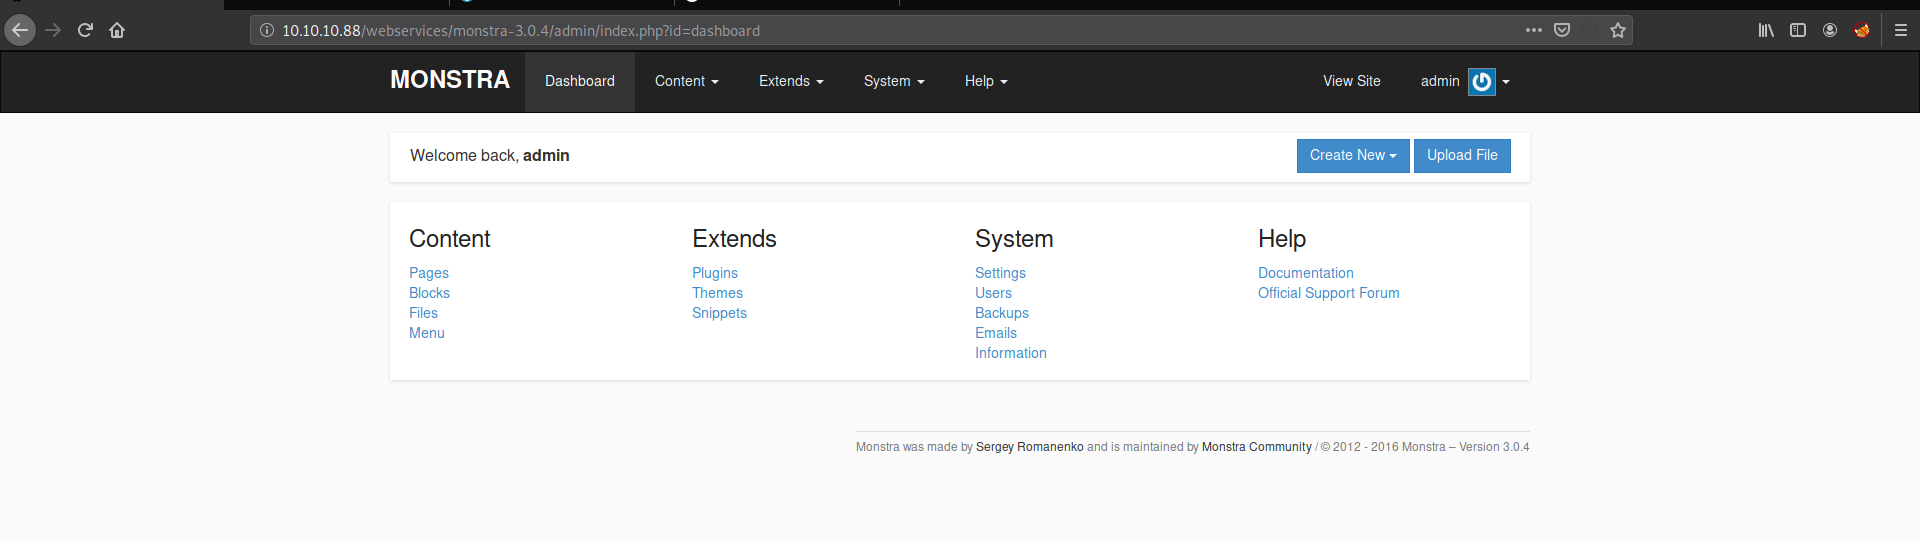 10.10.10.88/webservices/monstra-3.0.4/admin/index.php?id=dashboard
MONSTRA Dashboard Content Extends System Help View Site admin
Welcome back, admin Create New Upload File
Content Extends System Help
Pages Plugins Settings Documentation
Blocks Themes Users Official Support Forum
Files Snippets Backups
Menu Emails
Information
Monstra was made by Sergey Romanenko and is maintained by Monstra Community / © 2012 - 2016 Monstra – Version 3.0.4